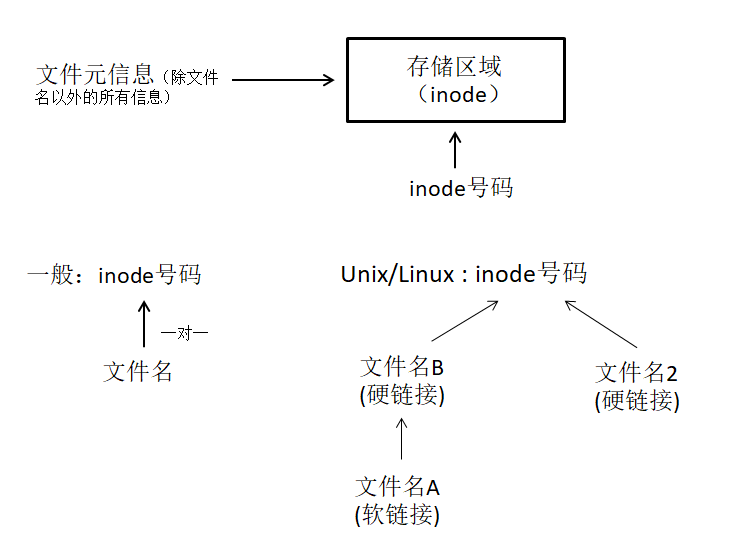 文件元信息（除文件
名以外的所有信息）
存储区域
（inode）
inode号码
一般：inode号码
Unix/Linux : inode号码
一对一
文件名
文件名B
(硬链接)
文件名2
(硬链接)
文件名A
(软链接)